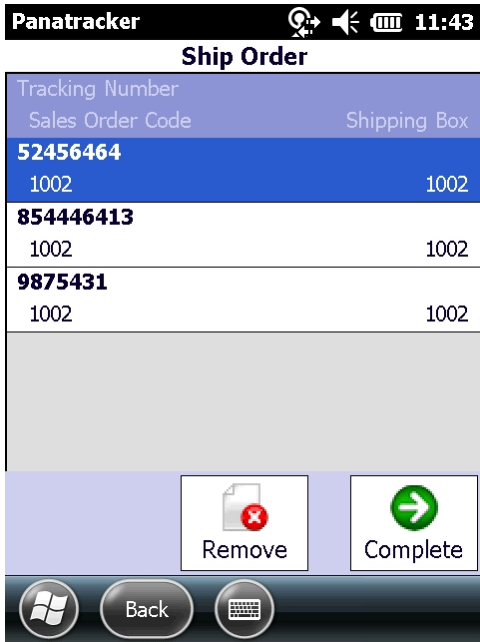 Panatracker 11:43
Ship Order
Tracking Number
Sales Order Code Shipping Box
52456464
1002 1002
854446413
1002 1002
9875431
1002 1002
Remove Complete
Back